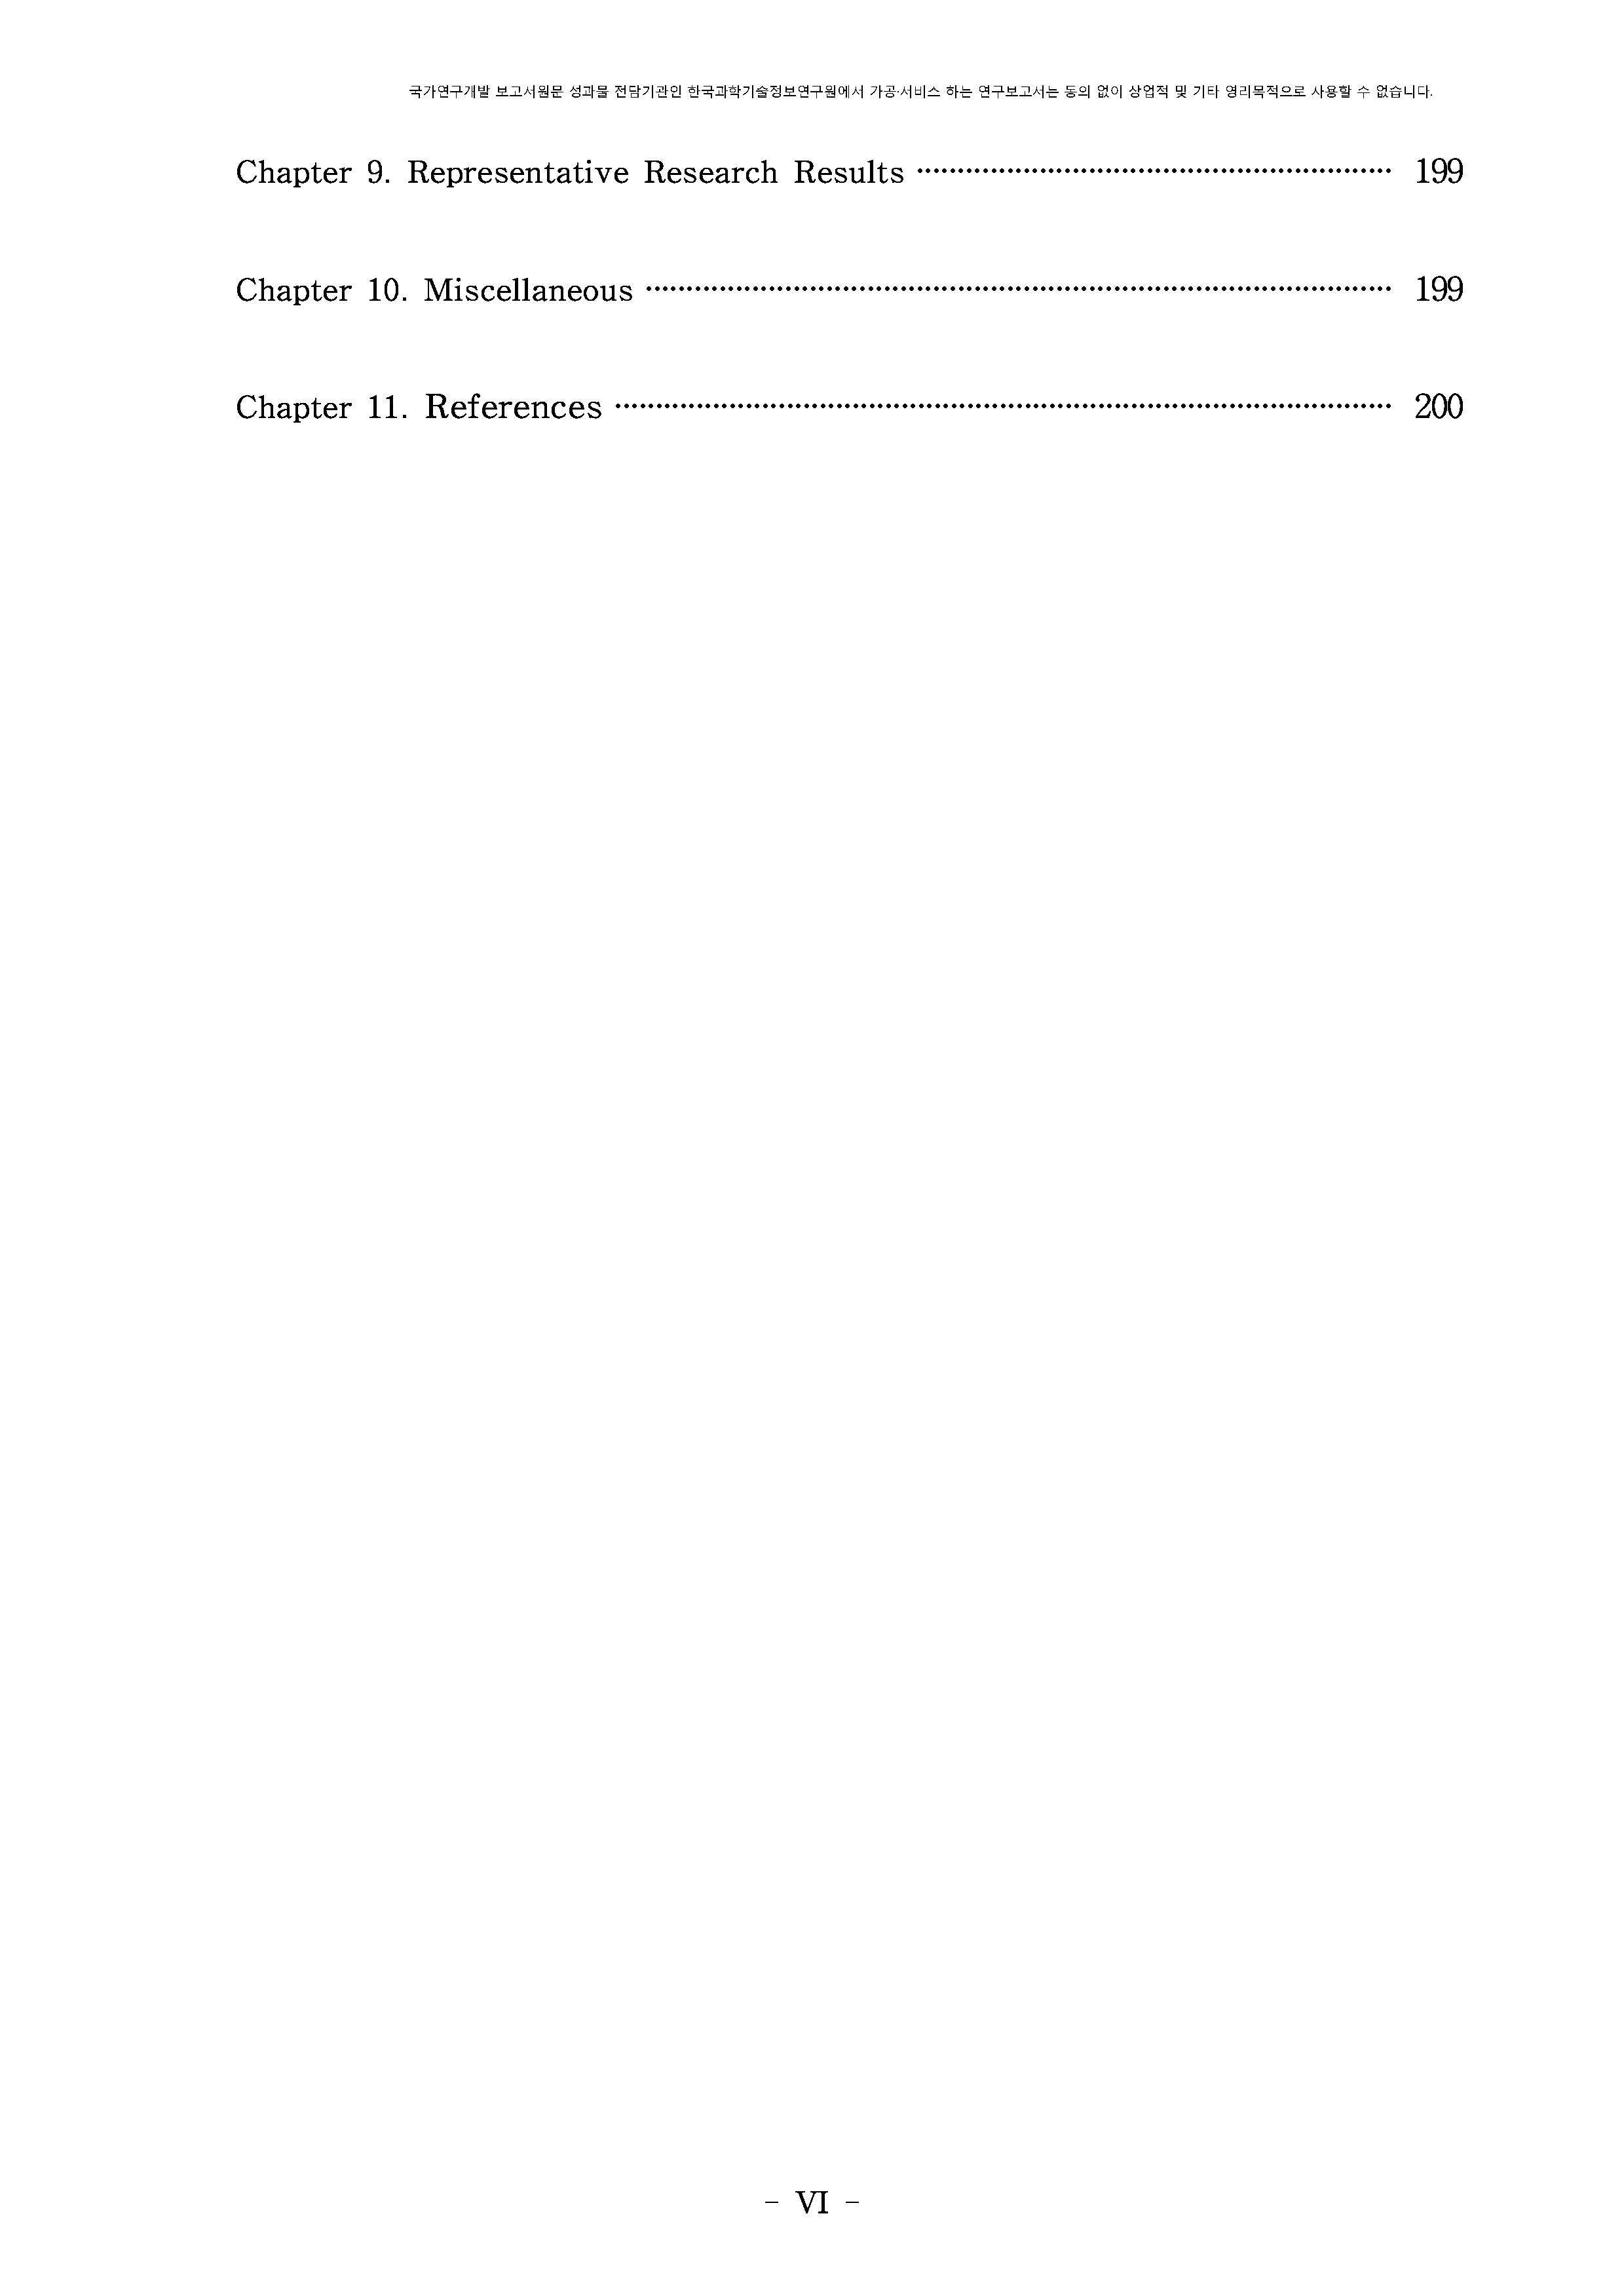 국가연구개발 보고서원문 성과물 전담기관인 한국과학기술정보연구원에서 가공·서비스 하는 연구보고서는 동의 없이 상업적 및 기타 영리목적으로 사용할 수 없습니다.
Chapter 9. Representative Research Results ························································· 199
Chapter 10. Miscellaneous ·························································································· 199
Chapter 11. References ······························································································ 200
- VI -